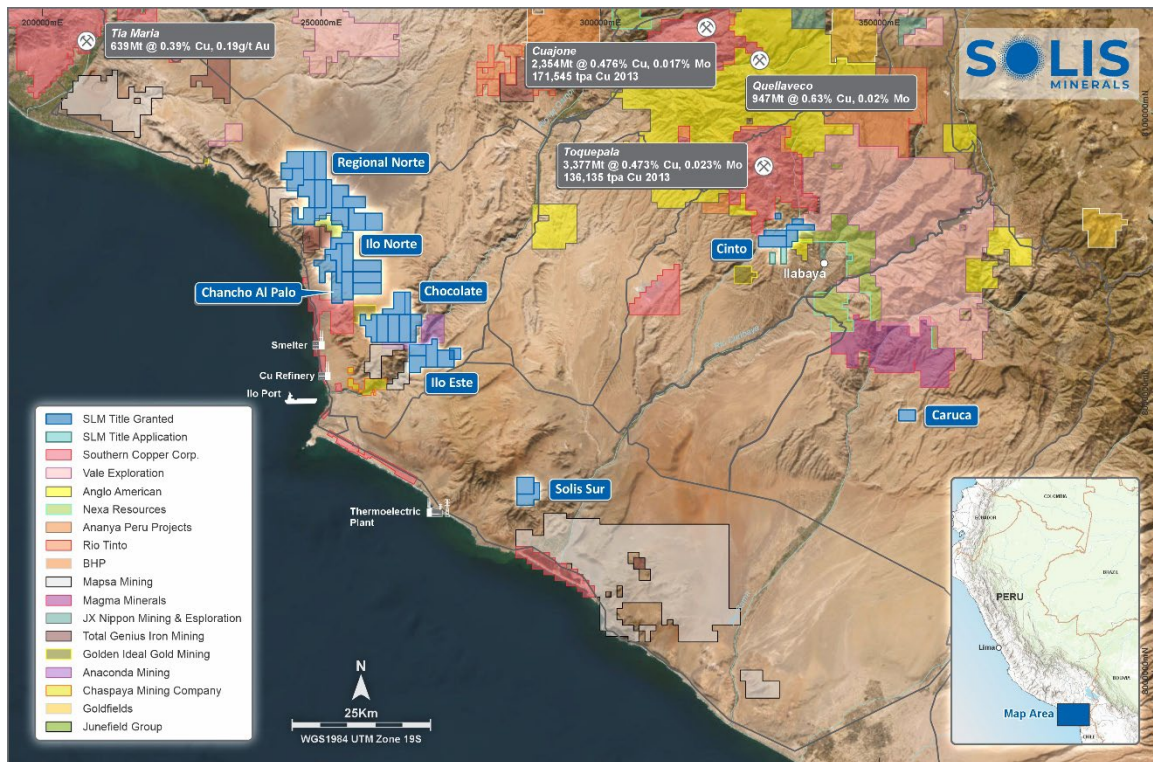 200000mE
250000mE
300000mE
350000mE
Tia Maria
639Mt @ 0.39% Cu, 0.19g/t Au
Cuajone
2,354Mt @ 0.476% Cu, 0.017% Mo
171,545 tpa Cu 2013
SOLIS
MINERALS
Quellaveco
947Mt @ 0.63% Cu, 0.02% Mo
Toquepala
3,377Mt @ 0.473% Cu, 0.023% Mo
136,135 tpa Cu 2013
Regional Norte
Ilo Norte
Cinto
Ilabaya
Chancho Al Palo
Chocolate
Smelter
Cu Refinery
Ilo Este
Ilo Port
Caruca
Solis Sur
Thermoelectric
Plant
SLM Title Granted
SLM Title Application
Southern Copper Corp.
Vale Exploration
Anglo American
Nexa Resources
Ananya Peru Projects
Rio Tinto
BHP
Mapsa Mining
Magma Minerals
JX Nippon Mining & Esploration
Total Genius Iron Mining
Golden Ideal Gold Mining
Anaconda Mining
Chaspaya Mining Company
Goldfields
Junefield Group
N
25Km
WGS1984 UTM Zone 19S
COLOMBIA
ECUADOR
BRAZIL
PERU
Lima
BOLIVIA
Map Area